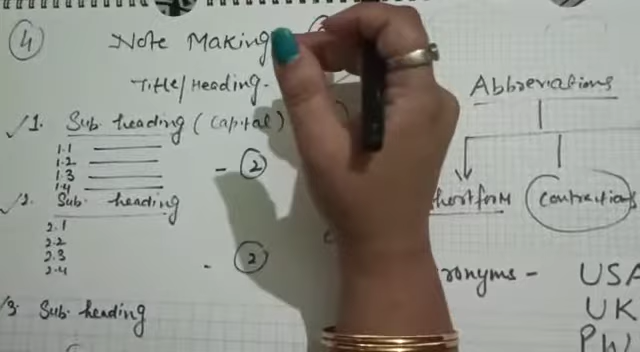 4
Note Making
Title/Heading-
1. Sub heading (Capital)
1.1
1.2
1.3
1.4
- 2
2. Sub heading
2.1
2.2
2.3
2.4
- 2
3. Sub heading
Abbreviations
contractions
USA
UK